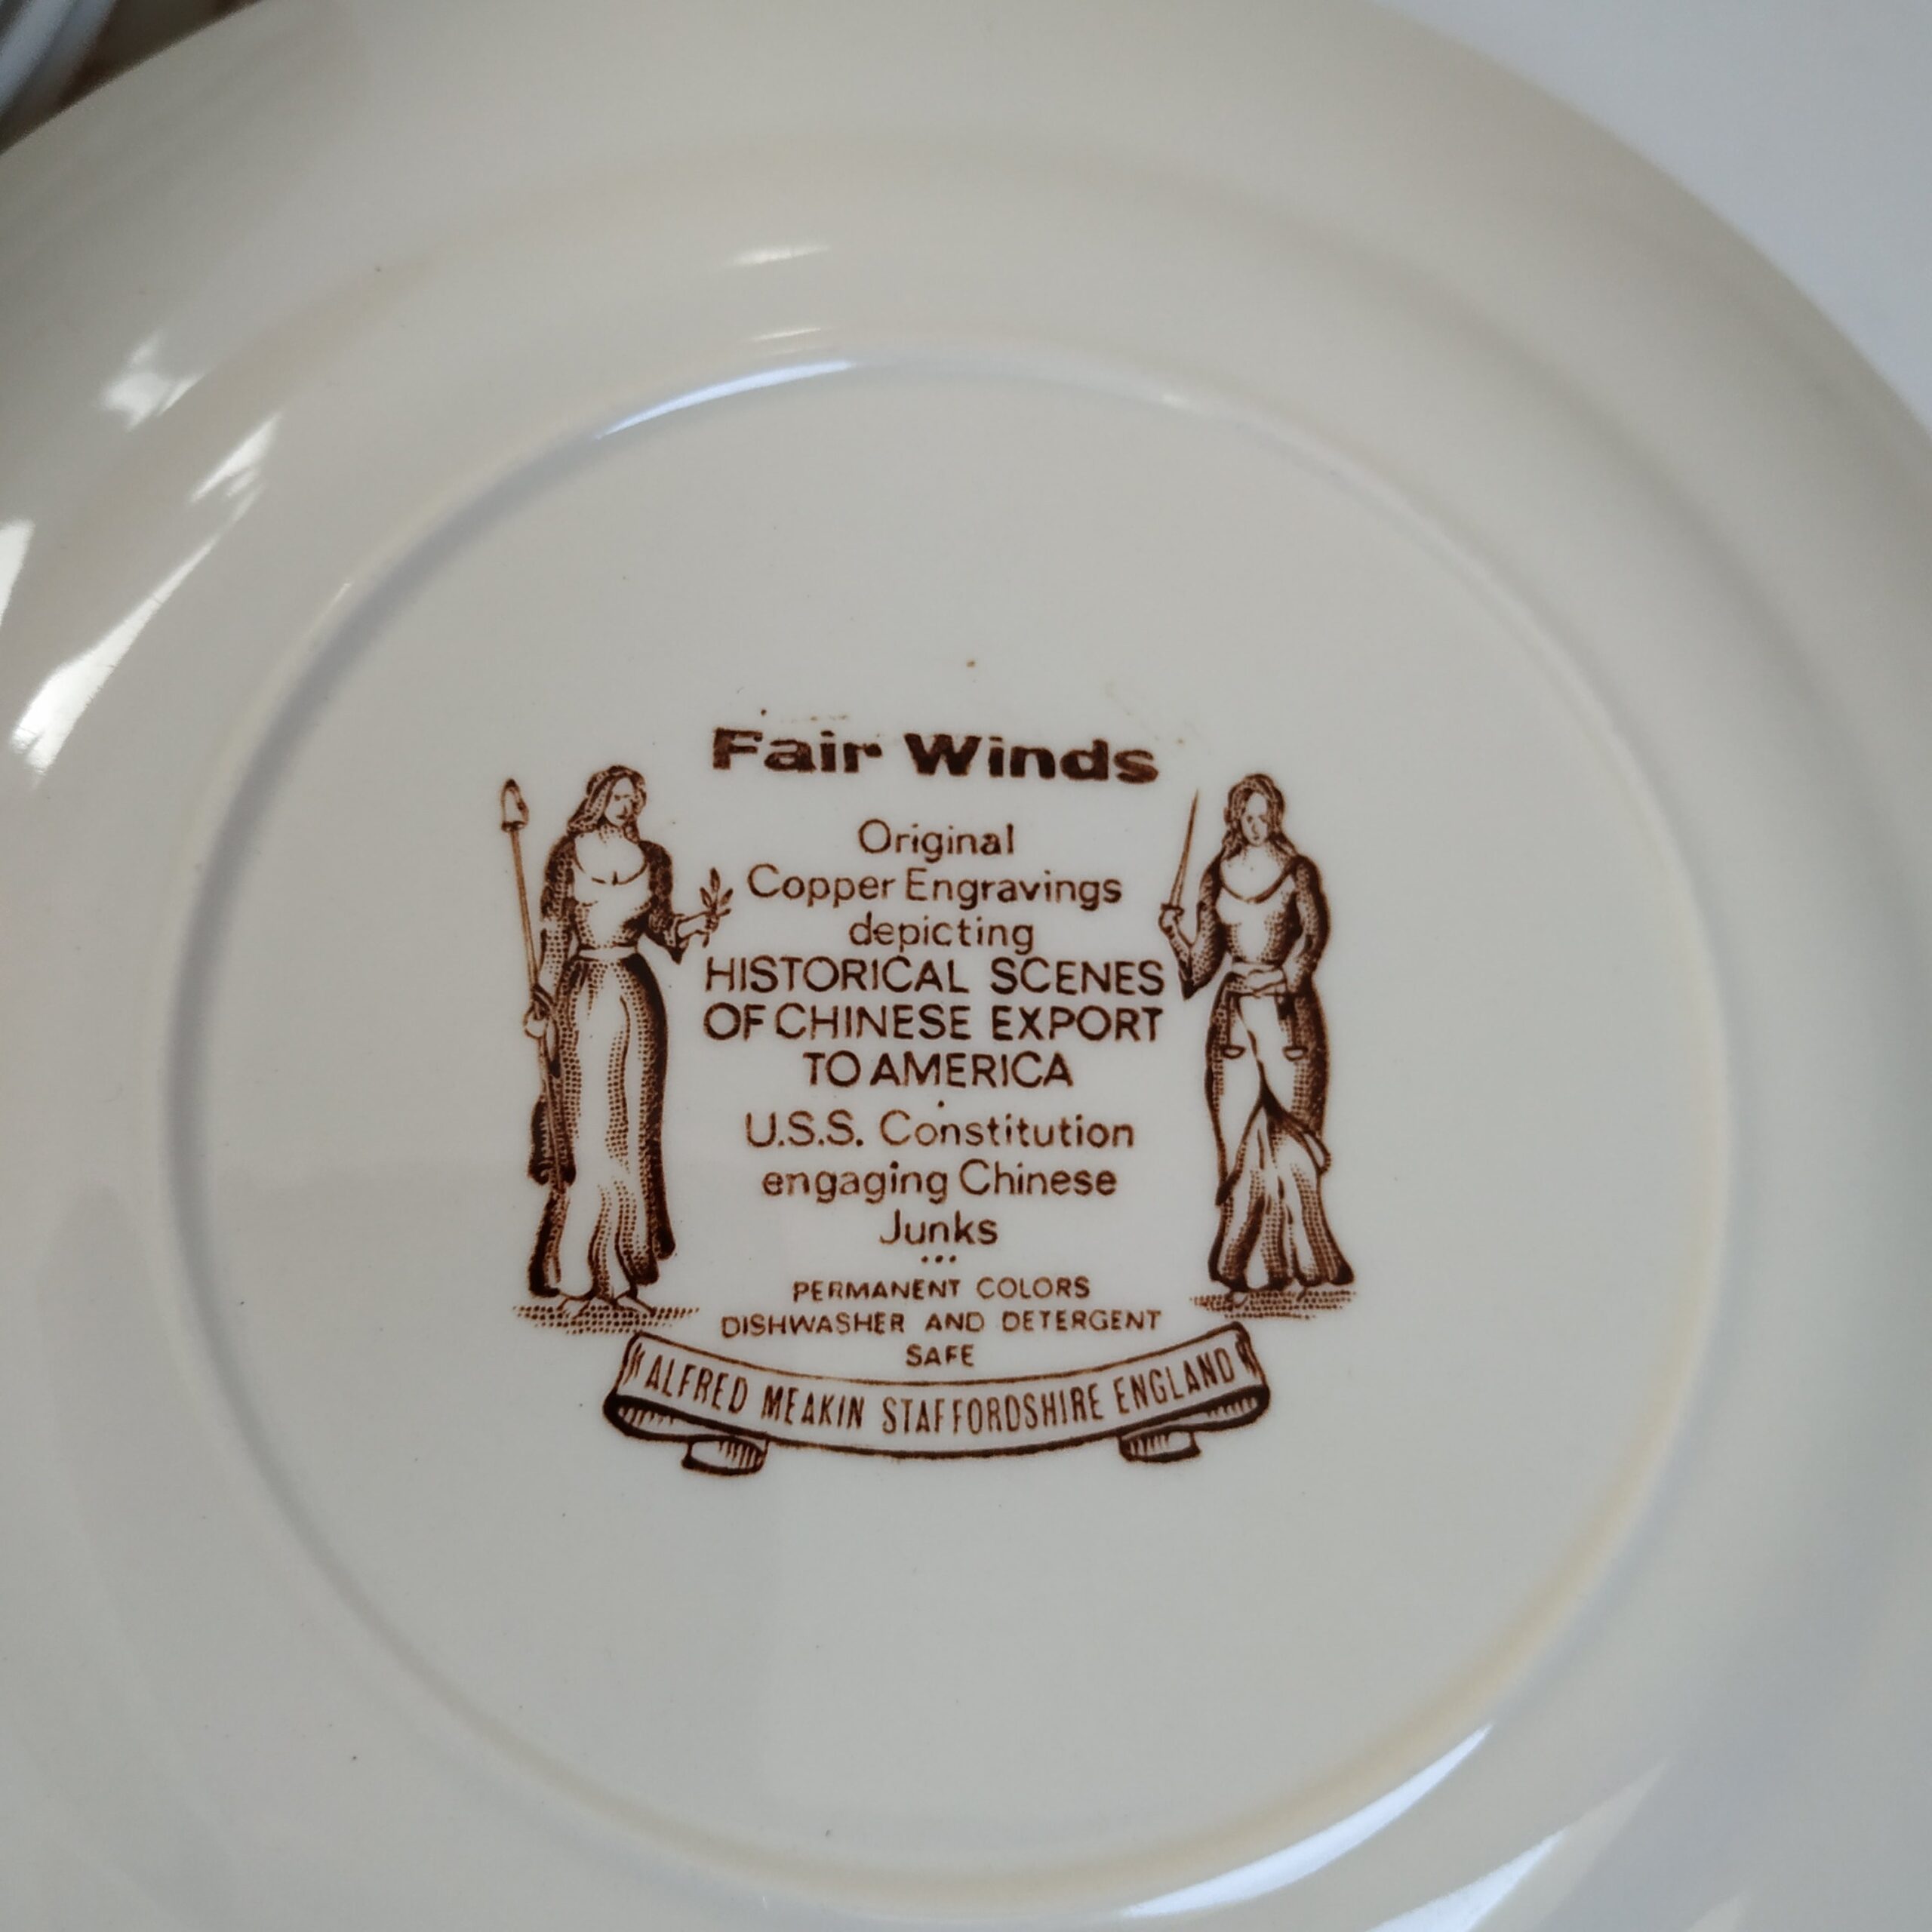 Fair Winds
Original
Copper Engravings
depicting
HISTORICAL SCENES
OF CHINESE EXPORT
TO AMERICA
U.S.S. Constitution
engaging Chinese
Junks
...
PERMANENT COLORS
DISHWASHER AND DETERGENT
SAFE
ALFRED MEAKIN STAFFORDSHIRE ENGLAND